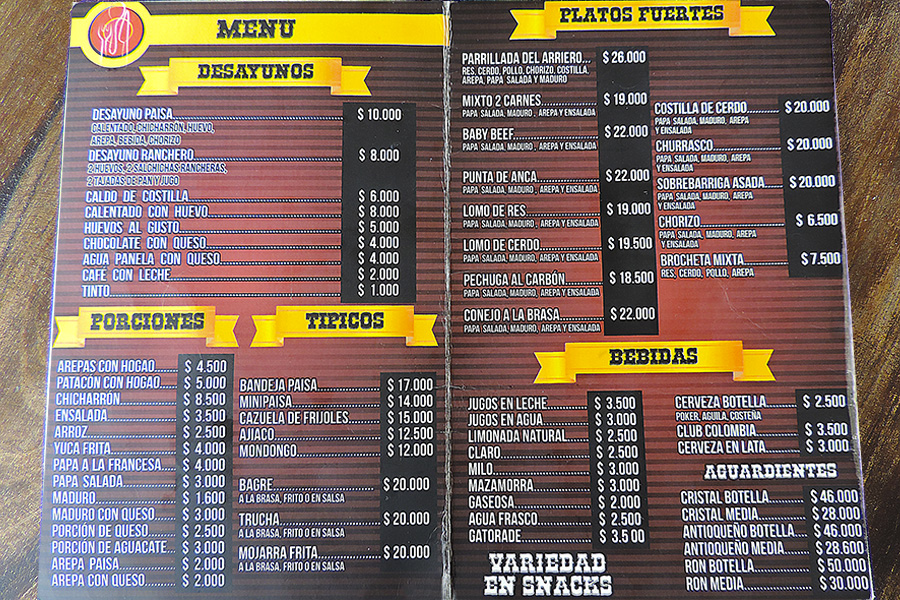 MENU
DESAYUNOS
DESAYUNO PAISA $ 10.000
CALENTADO, CHICHARRÓN, HUEVO,
AREPA, BEBIDA, CHORIZO
DESAYUNO RANCHERO $ 8.000
2 HUEVOS, 2 SALCHICHAS RANCHERAS,
2 TAJADAS DE PAN Y JUGO
CALDO DE COSTILLA $ 6.000
CALENTADO CON HUEVO $ 8.000
HUEVOS AL GUSTO $ 5.000
CHOCOLATE CON QUESO $ 4.000
AGUA PANELA CON QUESO $ 4.000
CAFÉ CON LECHE $ 2.000
TINTO $ 1.000
PORCIONES
AREPAS CON HOGAO $ 4.500
PATACÓN CON HOGAO $ 5.000
CHICHARRÓN $ 8.500
ENSALADA $ 3.500
ARROZ $ 2.500
YUCA FRITA $ 4.000
PAPA A LA FRANCESA $ 4.000
PAPA SALADA $ 3.000
MADURO $ 1.600
MADURO CON QUESO $ 3.000
PORCIÓN DE QUESO $ 2.500
PORCIÓN DE AGUACATE $ 3.000
AREPA PAISA $ 2.000
AREPA CON QUESO $ 2.000
TIPICOS
BANDEJA PAISA $ 17.000
MINIPAISA $ 14.000
CAZUELA DE FRIJOLES $ 15.000
AJIACO $ 12.500
MONDONGO $ 12.000
BAGRE $ 20.000
A LA BRASA, FRITO O EN SALSA
TRUCHA $ 20.000
A LA BRASA, FRITO O EN SALSA
MOJARRA FRITA $ 20.000
A LA BRASA, FRITO O EN SALSA
PLATOS FUERTES
PARRILLADA DEL ARRIERO... $ 26.000
RES, CERDO, POLLO, CHORIZO, COSTILLA,
AREPA, PAPA SALADA Y MADURO
MIXTO 2 CARNES $ 19.000
PAPA SALADA, MADURO, AREPA Y ENSALADA
BABY BEEF $ 22.000
PAPA SALADA, MADURO, AREPA Y ENSALADA
PUNTA DE ANCA $ 22.000
PAPA SALADA, MADURO, AREPA Y ENSALADA
LOMO DE RES $ 19.000
PAPA SALADA, MADURO, AREPA Y ENSALADA
LOMO DE CERDO $ 19.500
PAPA SALADA, MADURO, AREPA Y ENSALADA
PECHUGA AL CARBÓN $ 18.500
PAPA SALADA, MADURO, AREPA Y ENSALADA
CONEJO A LA BRASA $ 22.000
PAPA SALADA, MADURO, AREPA Y ENSALADA
COSTILLA DE CERDO $ 20.000
PAPA SALADA, MADURO, AREPA
Y ENSALADA
CHURRASCO $ 20.000
PAPA SALADA, MADURO, AREPA
Y ENSALADA
SOBREBARRIGA ASADA $ 20.000
PAPA SALADA, MADURO, AREPA
Y ENSALADA
CHORIZO $ 6.500
PAPA SALADA, MADURO, AREPA
Y ENSALADA
BROCHETA MIXTA $ 7.500
RES, CERDO, POLLO, AREPA
BEBIDAS
JUGOS EN LECHE $ 3.500
JUGOS EN AGUA $ 3.000
LIMONADA NATURAL $ 2.500
CLARO $ 2.500
MILO $ 3.000
MAZAMORRA $ 3.000
GASEOSA $ 2.000
AGUA FRASCO $ 2.500
GATORADE $ 3.500
VARIEDAD
EN SNACKS
CERVEZA BOTELLA $ 2.500
POKER, AGUILA, COSTEÑA
CLUB COLOMBIA $ 3.500
CERVEZA EN LATA $ 3.000
AGUARDIENTES
CRISTAL BOTELLA $ 46.000
CRISTAL MEDIA $ 28.000
ANTIOQUEÑO BOTELLA $ 46.000
ANTIOQUEÑO MEDIA $ 28.600
RON BOTELLA $ 50.000
RON MEDIA $ 30.000